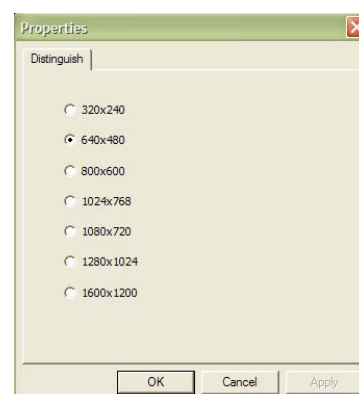 Properties
Distinguish
320x240
640x480
800x600
1024x768
1080x720
1280x1024
1600x1200
OK Cancel Apply